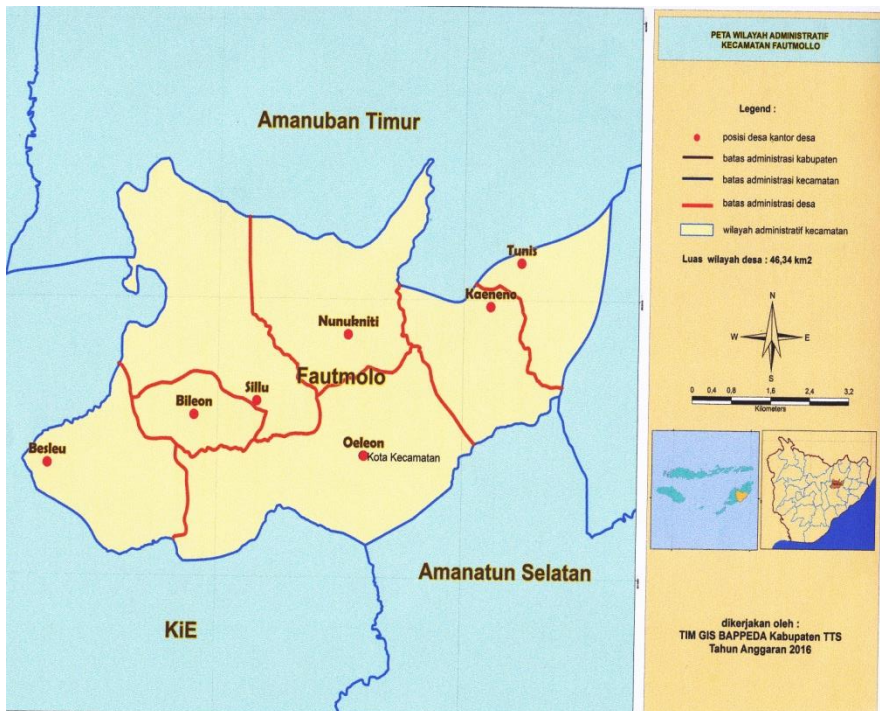 Amanuban Timur
Tunis
Kaeneno
Nunukniti
Fautmolo
Sillu
Bileon
Oeleon
Kota Kecamatan
Besleu
Amanatun Selatan
KiE
PETA WILAYAH ADMINISTRATIF
KECAMATAN FAUTMOLLO
Legend :
posisi desa kantor desa
batas administrasi kabupaten
batas administrasi kecamatan
batas administrasi desa
wilayah administratif kecamatan
Luas wilayah desa : 46,34 km2
N
W E
S
0 0,4 0,8 1,6 2,4 3,2
Kilometers
dikerjakan oleh :
TIM GIS BAPPEDA Kabupaten TTS
Tahun Anggaran 2016